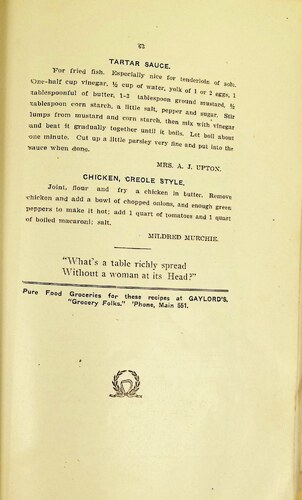 83
TARTAR SAUCE.
For fried fish. Especially nice for tenderloin of sole.
One-half cup vinegar, ½ cup of water, yolk of 1 or 2 eggs, 1
tablespoonful of butter, 1-3 tablespoon ground mustard, ½
tablespoon corn starch, a little salt, pepper and sugar. Stir
lumps from mustard and corn starch, then mix with vinegar
and beat it gradually together until it boils. Let boil about
one minute. Cut up a little parsley very fine and put into the
sauce when done.
MRS. A. J. UPTON.
CHICKEN, CREOLE STYLE.
Joint, flour and fry a chicken in butter. Remove
chicken and add a bowl of chopped onions, and enough green
peppers to make it hot; add 1 quart of tomatoes and 1 quart
of boiled macaroni; salt.
MILDRED MURCHIE.
"What's a table richly spread
Without a woman at its Head?"
Pure Food Groceries for these recipes at GAYLORD'S,
"Grocery Folks." 'Phone, Main 551.